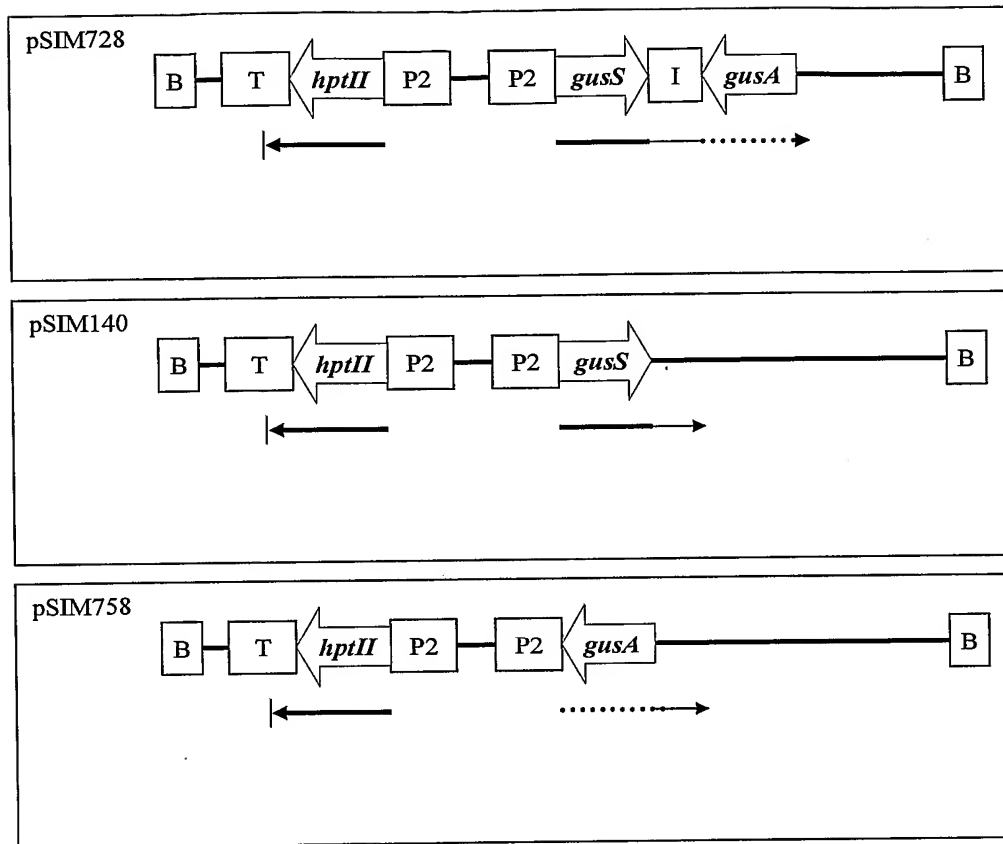 pSIM728
B T hptII P2 P2 gusS I gusA B
pSIM140
B T hptII P2 P2 gusS B
pSIM758
B T hptII P2 P2 gusA B